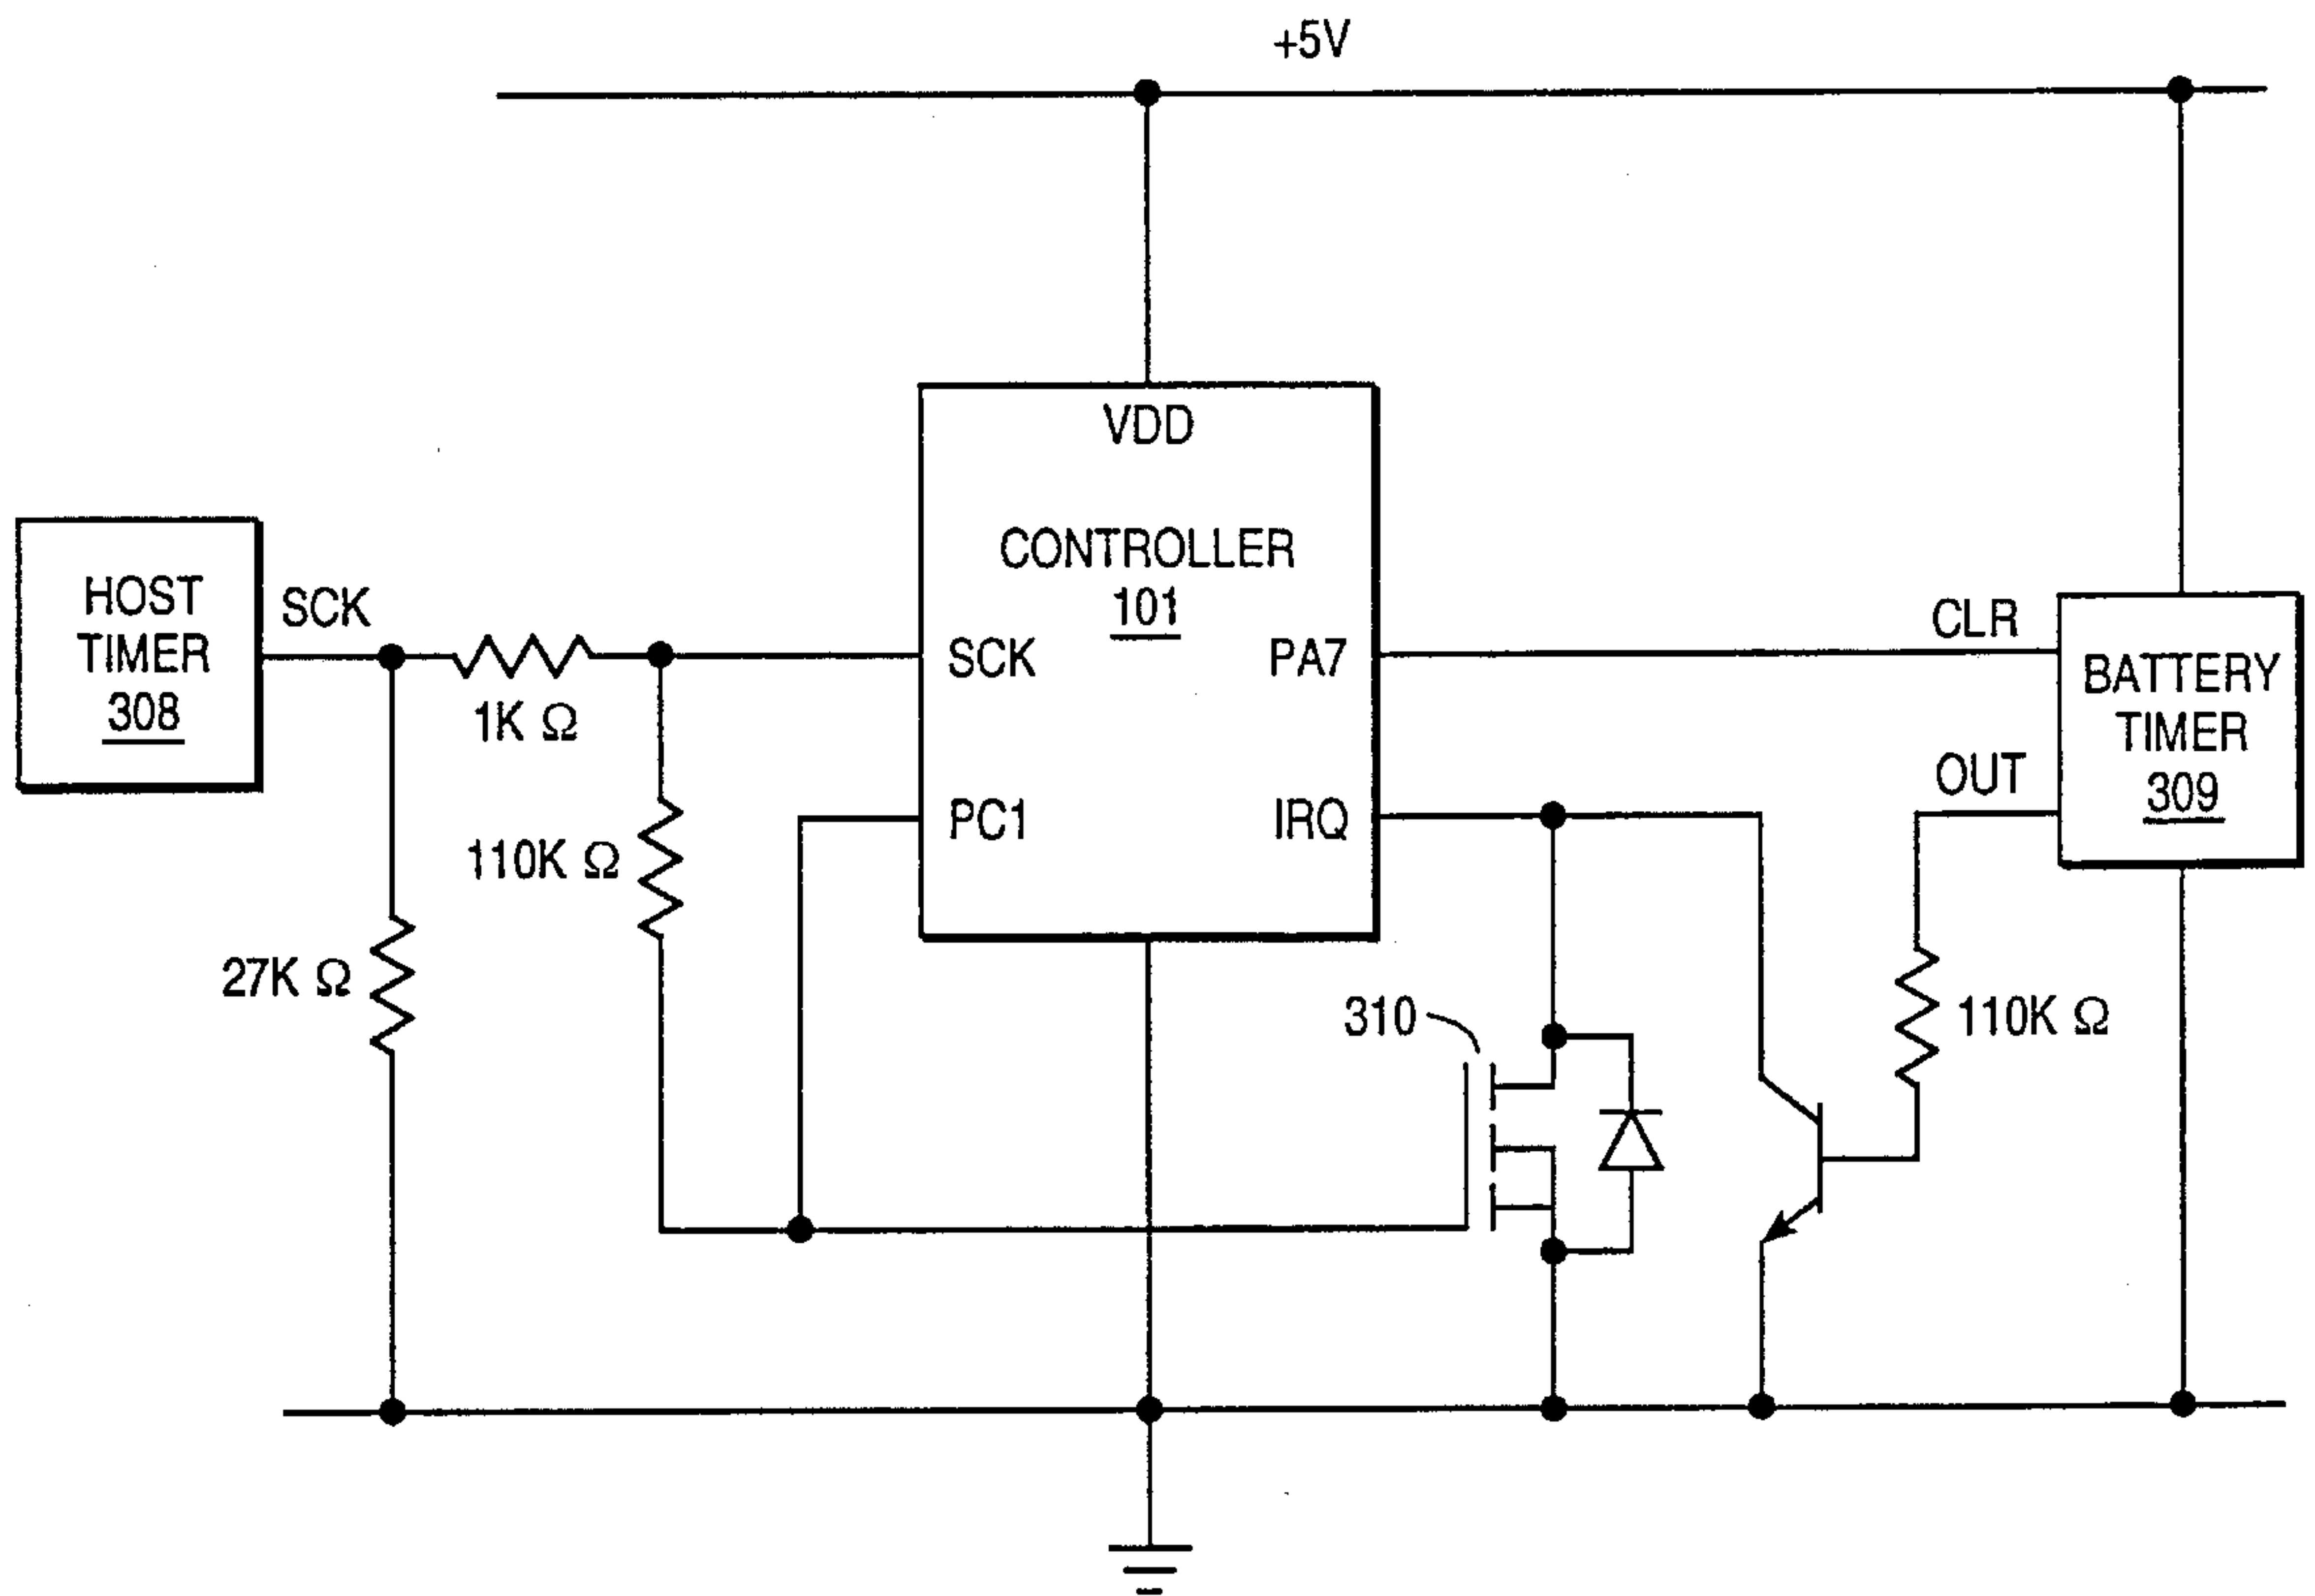 +5V
VDD
CONTROLLER
101
SCK
PA7
PC1
IRQ
HOST
TIMER
308
SCK
1K Ω
110K Ω
27K Ω
CLR
OUT
BATTERY
TIMER
309
310
110K Ω